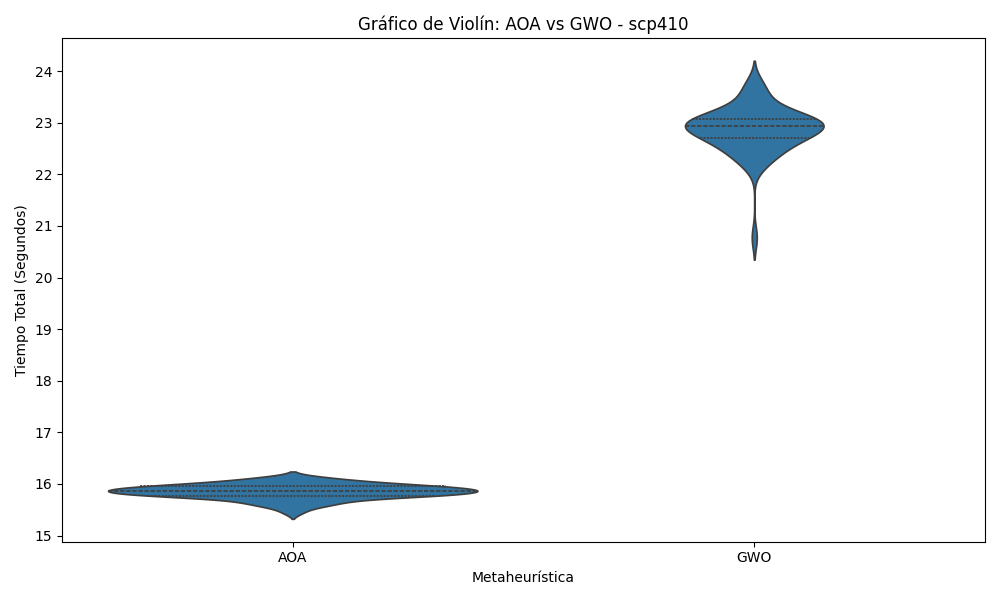 Gráfico de Violín: AOA vs GWO - scp410
Tiempo Total (Segundos)
24
23
22
21
20
19
18
17
16
15
AOA
GWO
Metaheurística